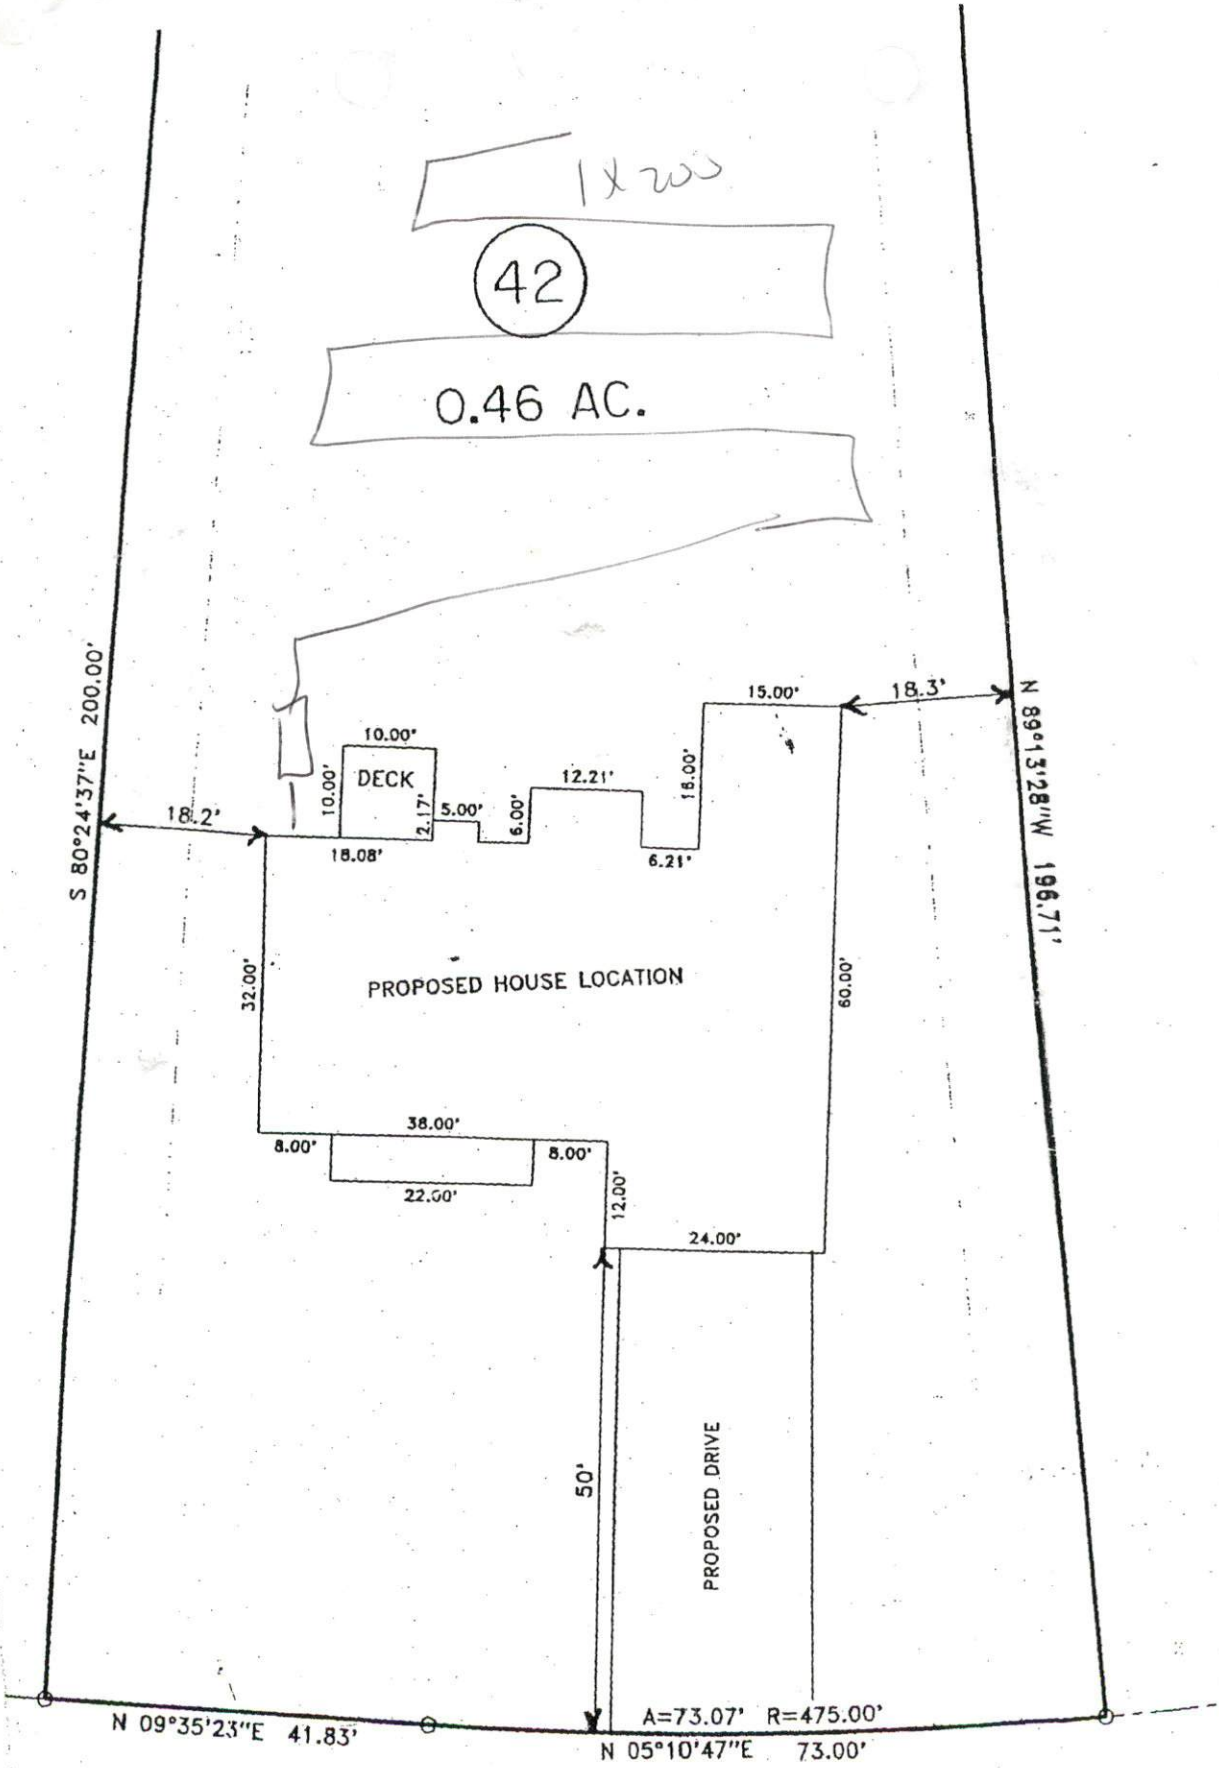 1 X 200
42
0.46 AC.
S 80°24'37"E 200.00'
N 89°13'28"W 196.71'
15.00'
18.3'
10.00'
10.00'
DECK
2.17'
5.00'
6.00'
12.21'
16.00'
6.21'
18.2'
18.08'
32.00'
PROPOSED HOUSE LOCATION
60.00'
38.00'
8.00'
8.00'
22.00'
12.00'
24.00'
50'
PROPOSED DRIVE
A=73.07' R=475.00'
N 09°35'23"E 41.83'
N 05°10'47"E 73.00'